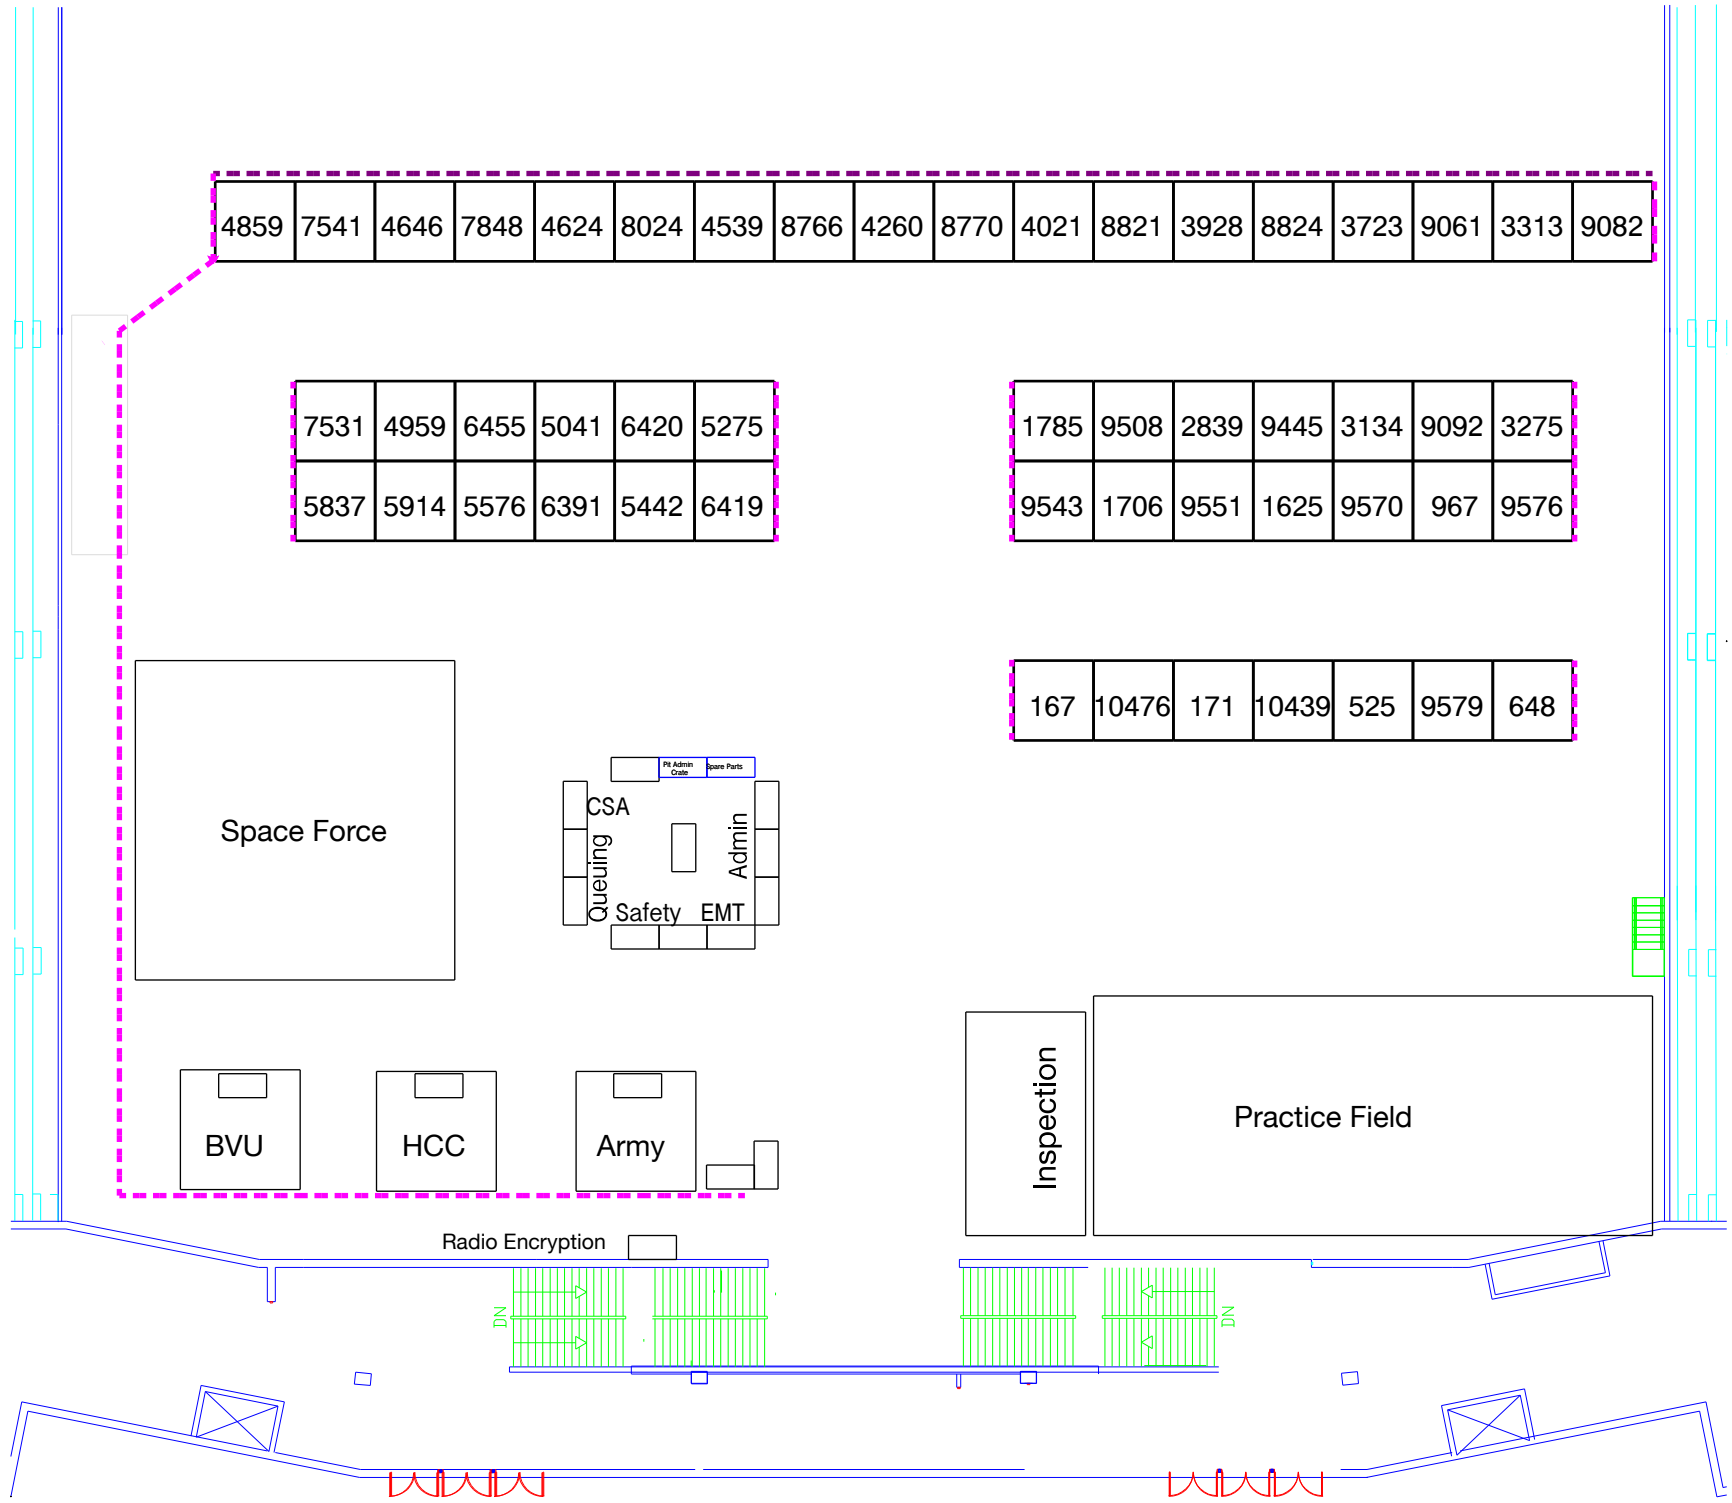 4859 7541 4646 7848 4624 8024 4539 8766 4260 8770 4021 8821 3928 8824 3723 9061 3313 9082
7531 4959 6455 5041 6420 5275
5837 5914 5576 6391 5442 6419
1785 9508 2839 9445 3134 9092 3275
9543 1706 9551 1625 9570 967 9576
167 10476 171 10439 525 9579 648
Space Force
Pit Admin
Crate
Spare Parts
CSA
Queuing
Admin
Safety
EMT
BVU
HCC
Army
Inspection
Practice Field
Radio Encryption
DN
DN